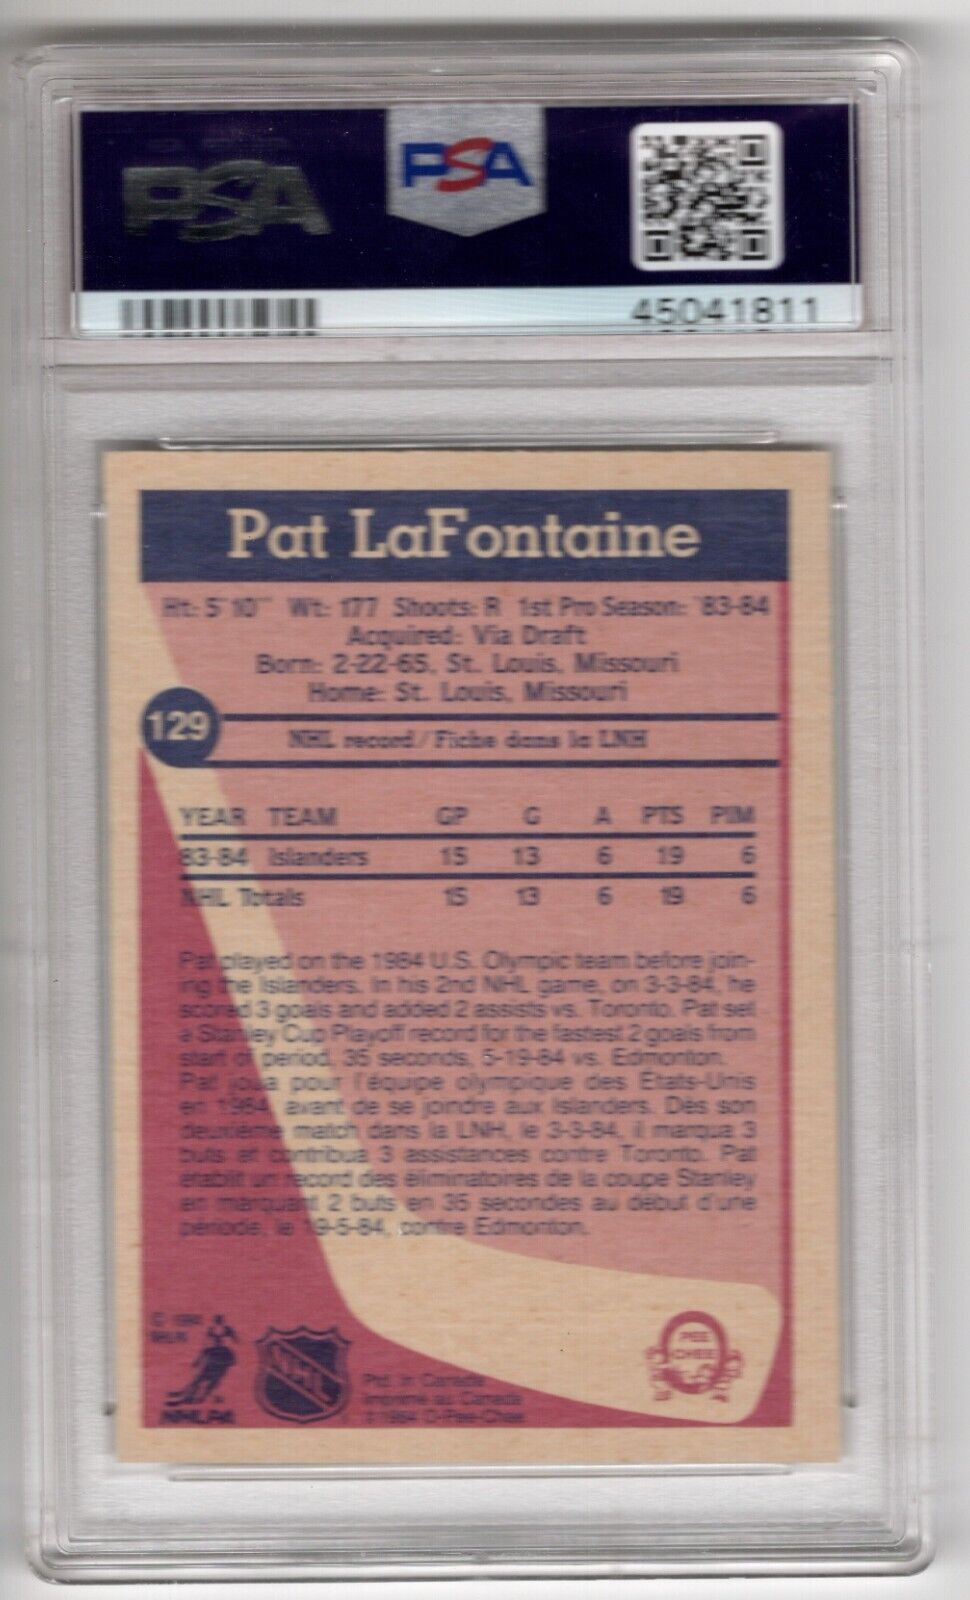 PSA
PSA
45041811
Pat LaFontaine
Ht: 5'10" Wt: 177 Shoots: R 1st Pro Season: '83-84
Acquired: Via Draft
Born: 2-22-65, St. Louis, Missouri
Home: St. Louis, Missouri
129
NHL record/Fiche dans la LNH
YEAR TEAM GP G A PTS PIM
83-84 Islanders 15 13 6 19 6
NHL Totals 15 13 6 19 6
Pat played on the 1984 U.S. Olympic team before join-
ing the Islanders. In his 2nd NHL game, on 3-3-84, he
scored 3 goals and added 2 assists vs. Toronto. Pat set
a Stanley Cup Playoff record for the fastest 2 goals from
start of period, 35 seconds, 5-19-84 vs. Edmonton.
Pat joua pour l'équipe olympique des États-Unis
en 1984, avant de se joindre aux Islanders. Dès son
deuxième match dans la LNH, le 3-3-84, il marqua 3
buts et contribua 3 assistances contre Toronto. Pat
établit un record des éliminatoires de la coupe Stanley
en marquant 2 buts en 35 secondes au début d'une
période, le 19-5-84, contre Edmonton.
© 1984
NHLPA
NHL
Ptd. in Canada
Imprimé au Canada
© 1984 O-Pee-Chee
PEE
CHEE